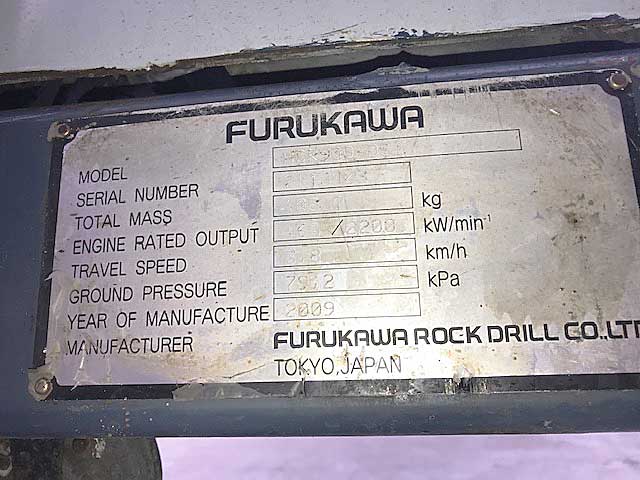 FURUKAWA
MODEL
SERIAL NUMBER
TOTAL MASS kg
ENGINE RATED OUTPUT /2200 kW/min⁻¹
TRAVEL SPEED km/h
GROUND PRESSURE kPa
YEAR OF MANUFACTURE 2009
MANUFACTURER FURUKAWA ROCK DRILL CO.,LTD
TOKYO,JAPAN